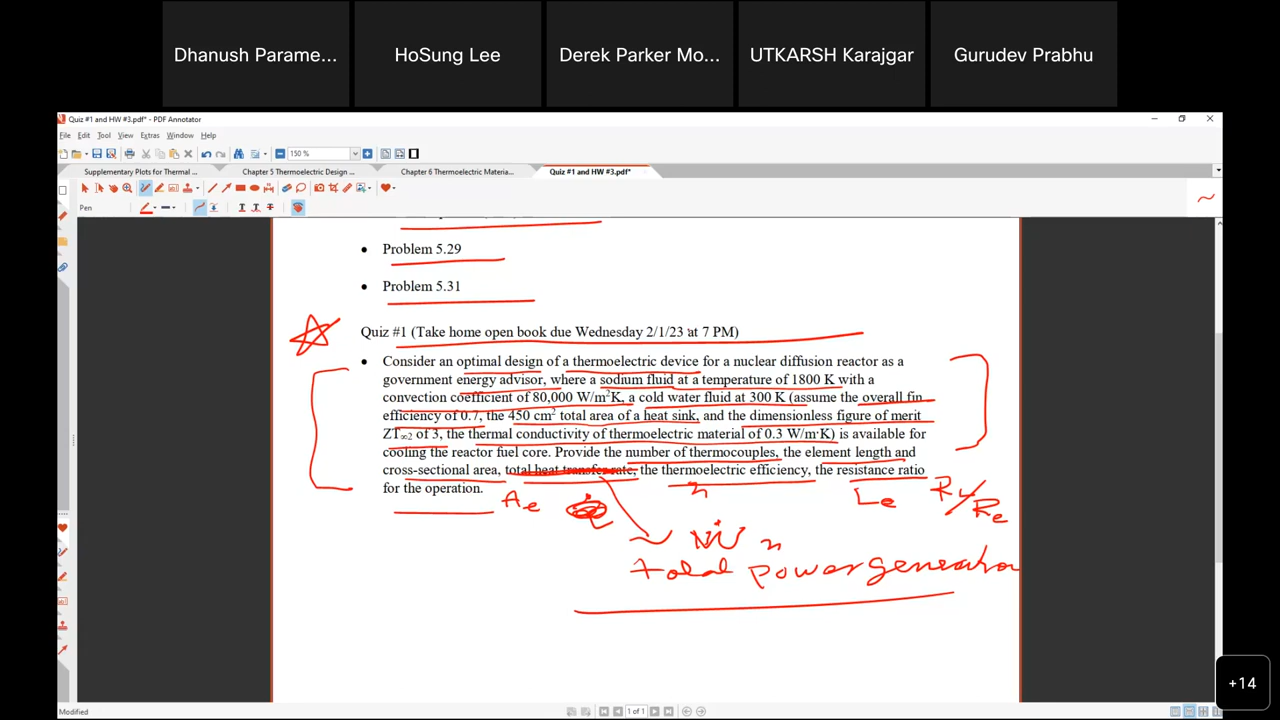 Dhanush Parame...
HoSung Lee
Derek Parker Mo...
UTKARSH Karajgar
Gurudev Prabhu
Quiz #1 and HW #3.pdf* - PDF Annotator
File Edit Cool View Extras Window Help
150 %
Supplementary Plots for Thermal ...
Chapter 5 Thermoelectric Design ...
Chapter 6 Thermoelectric Materia...
Quiz #1 and HW #3.pdf*
Pen
• Problem 5.29
• Problem 5.31
Quiz #1 (Take home open book due Wednesday 2/1/23 at 7 PM)
• Consider an optimal design of a thermoelectric device for a nuclear diffusion reactor as a
government energy advisor, where a sodium fluid at a temperature of 1800 K with a
convection coefficient of 80,000 W/m²K, a cold water fluid at 300 K (assume the overall fin
efficiency of 0.7, the 450 cm² total area of a heat sink, and the dimensionless figure of merit
ZT∞2 of 3, the thermal conductivity of thermoelectric material of 0.3 W/m·K) is available for
cooling the reactor fuel core. Provide the number of thermocouples, the element length and
cross-sectional area, total heat transfer rate, the thermoelectric efficiency, the resistance ratio
for the operation.
Ae
η
Le
RL/Re
total power generation
1 of 1
Modified
+14